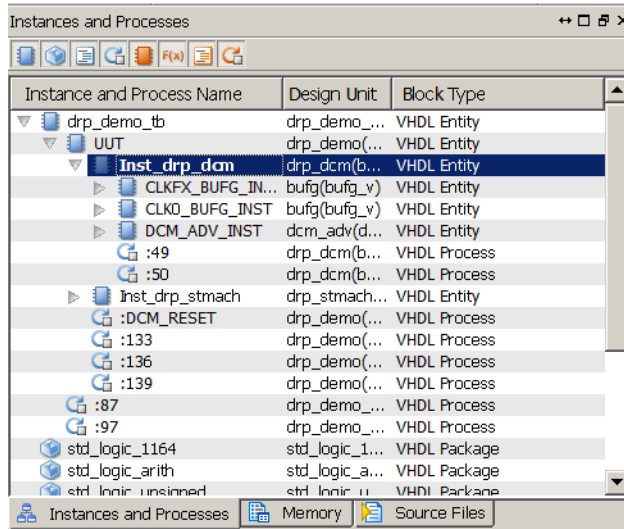 Instances and Processes
F(x)
Instance and Process Name Design Unit Block Type
drp_demo_tb drp_demo_... VHDL Entity
UUT drp_demo(... VHDL Entity
Inst_drp_dcm drp_dcm(b... VHDL Entity
CLKFX_BUFG_IN... bufg(bufg_v) VHDL Entity
CLK0_BUFG_INST bufg(bufg_v) VHDL Entity
DCM_ADV_INST dcm_adv(d... VHDL Entity
:49 drp_dcm(b... VHDL Process
:50 drp_dcm(b... VHDL Process
Inst_drp_stmach drp_stmach... VHDL Entity
:DCM_RESET drp_demo(... VHDL Process
:133 drp_demo(... VHDL Process
:136 drp_demo(... VHDL Process
:139 drp_demo(... VHDL Process
:87 drp_demo_... VHDL Process
:97 drp_demo_... VHDL Process
std_logic_1164 std_logic_1... VHDL Package
std_logic_arith std_logic_a... VHDL Package
std_logic_unsigned std_logic_u... VHDL Package
Instances and Processes Memory Source Files